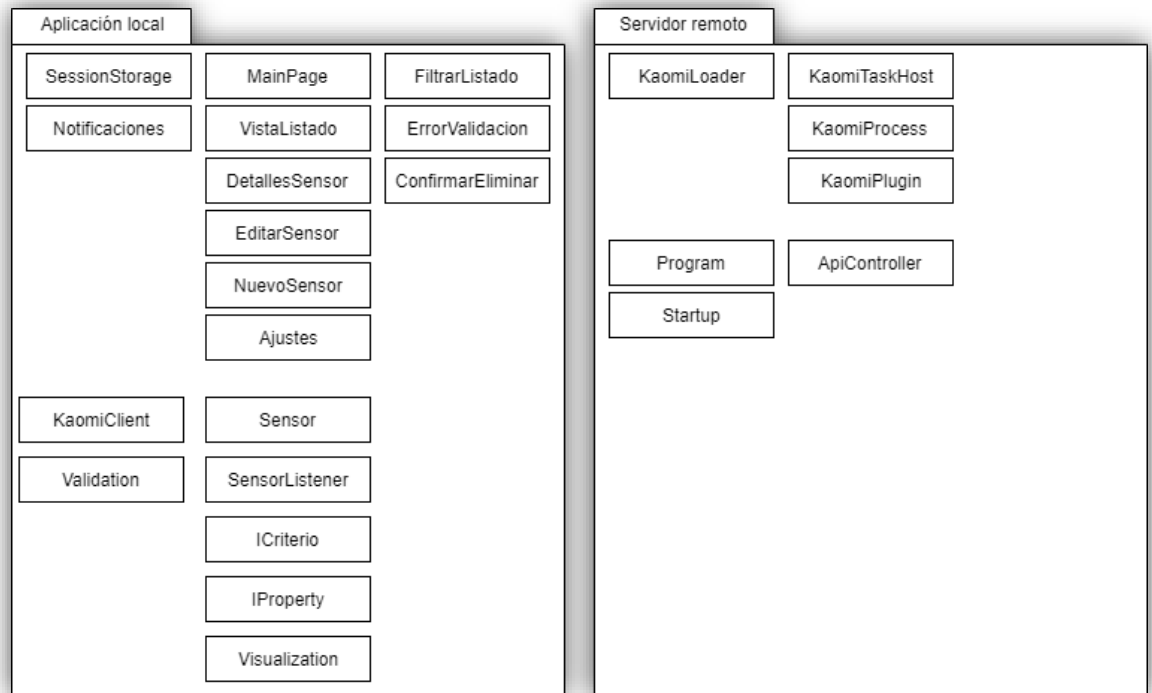 Aplicación local
SessionStorage
MainPage
FiltrarListado
Notificaciones
VistaListado
ErrorValidacion
DetallesSensor
ConfirmarEliminar
EditarSensor
NuevoSensor
Ajustes
KaomiClient
Sensor
Validation
SensorListener
ICriterio
IProperty
Visualization
Servidor remoto
KaomiLoader
KaomiTaskHost
KaomiProcess
KaomiPlugin
Program
ApiController
Startup